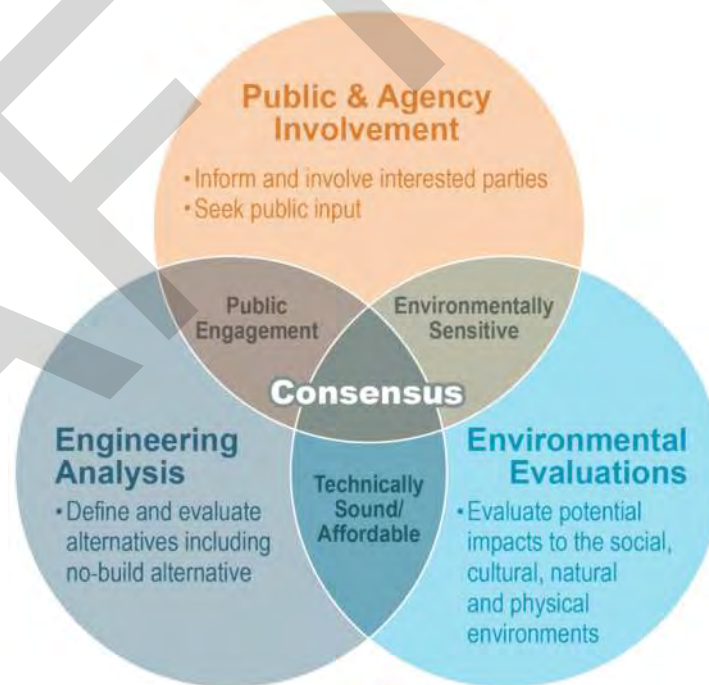 Public & Agency
Involvement
• Inform and involve interested parties
• Seek public input
Public
Engagement
Environmentally
Sensitive
Consensus
Engineering
Analysis
• Define and evaluate
alternatives including
no-build alternative
Technically
Sound/
Affordable
Environmental
Evaluations
• Evaluate potential
impacts to the social,
cultural, natural
and physical
environments